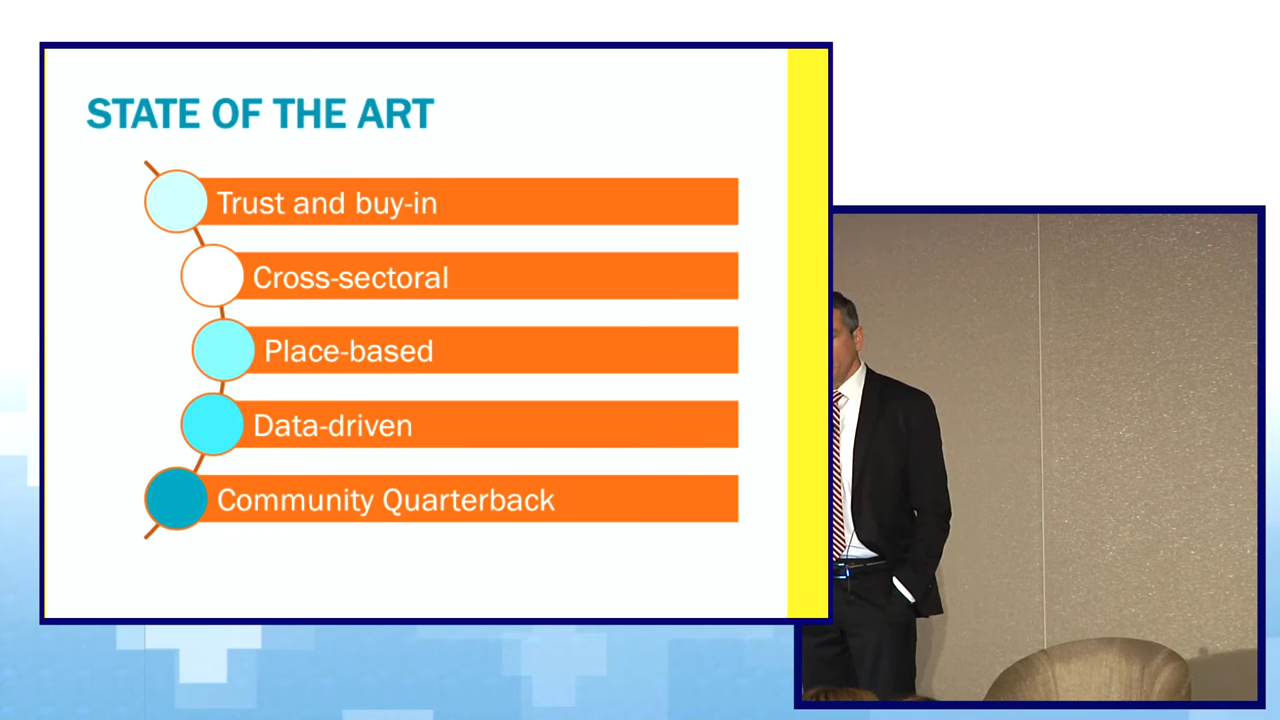 STATE OF THE ART
Trust and buy-in
Cross-sectoral
Place-based
Data-driven
Community Quarterback